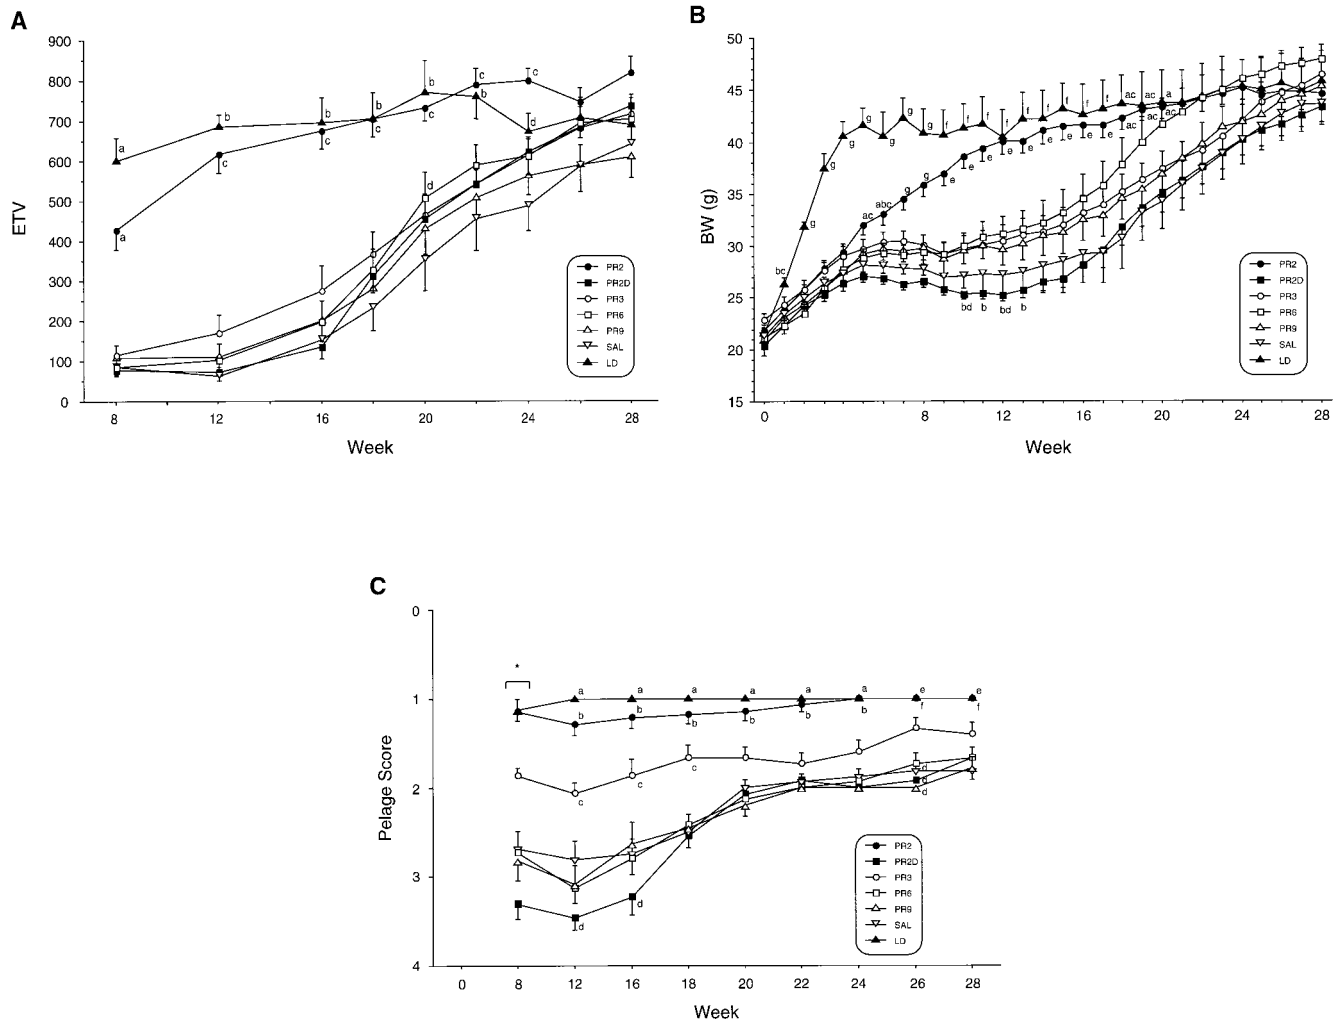 A
900
800
700
600
500
400
300
200
100
0
ETV
8
12
16
20
24
28
Week
a
b
b
b
b
b
d
a
c
c
c
c
c
c
d
PR2
PR2D
PR3
PR6
PR9
SAL
LD
B
50
45
40
35
30
25
20
15
BW (g)
0
4
8
12
16
20
24
28
Week
bc
g
g
g
g
g
g
f
f
f
f
f
f
f
f
f
ac
ac
a
ac
abc
g
g
e
e
e
e
e
e
e
e
e
ac
ac
ac
bd
b
bd
b
PR2
PR2D
PR3
PR6
PR9
SAL
LD
C
0
1
2
3
4
Pelage Score
0
8
12
16
18
20
22
24
26
28
Week
*
a
a
a
a
a
a
e
e
b
b
b
b
b
b
f
f
c
c
c
d
d
d
d
d
PR2
PR2D
PR3
PR6
PR9
SAL
LD